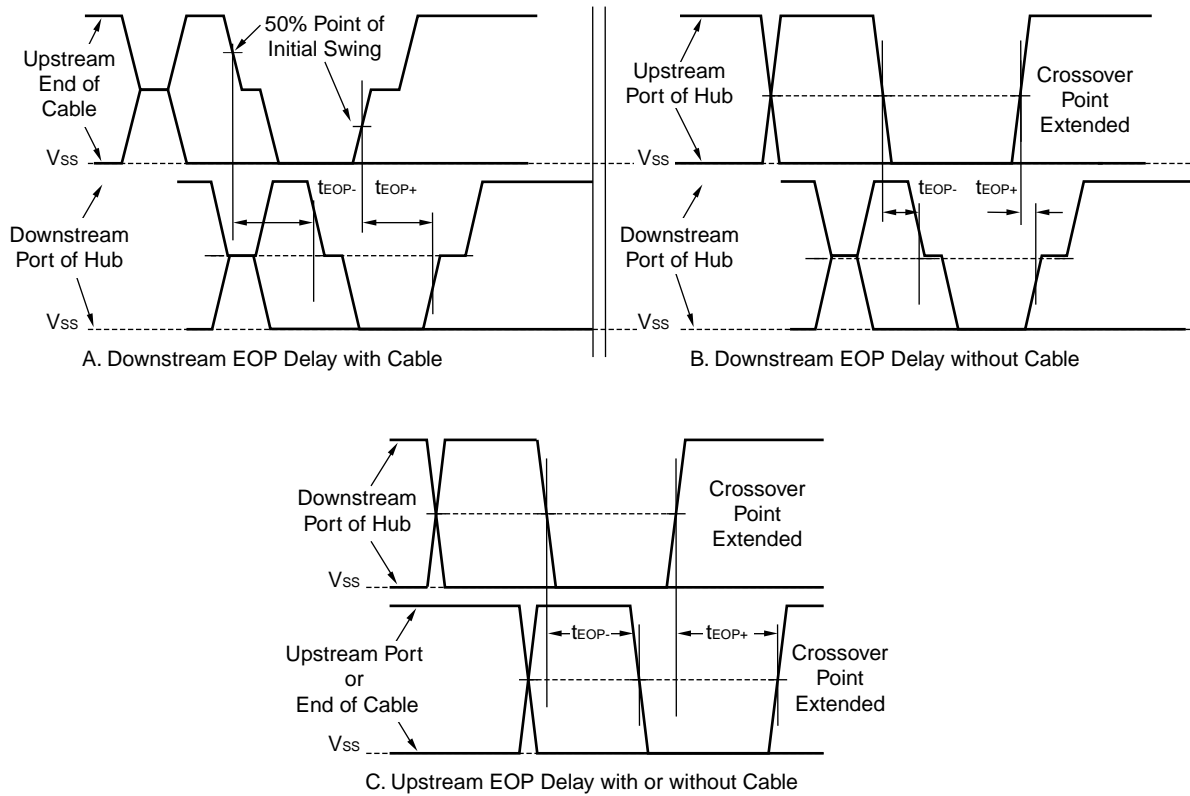 50% Point of
Initial Swing
Upstream
End of
Cable
VSS
tEOP-
tEOP+
Downstream
Port of Hub
VSS
A. Downstream EOP Delay with Cable
Upstream
Port of Hub
Crossover
Point
Extended
VSS
tEOP-
tEOP+
Downstream
Port of Hub
VSS
B. Downstream EOP Delay without Cable
Downstream
Port of Hub
Crossover
Point
Extended
VSS
tEOP-
tEOP+
Upstream Port
or
End of Cable
Crossover
Point
Extended
VSS
C. Upstream EOP Delay with or without Cable